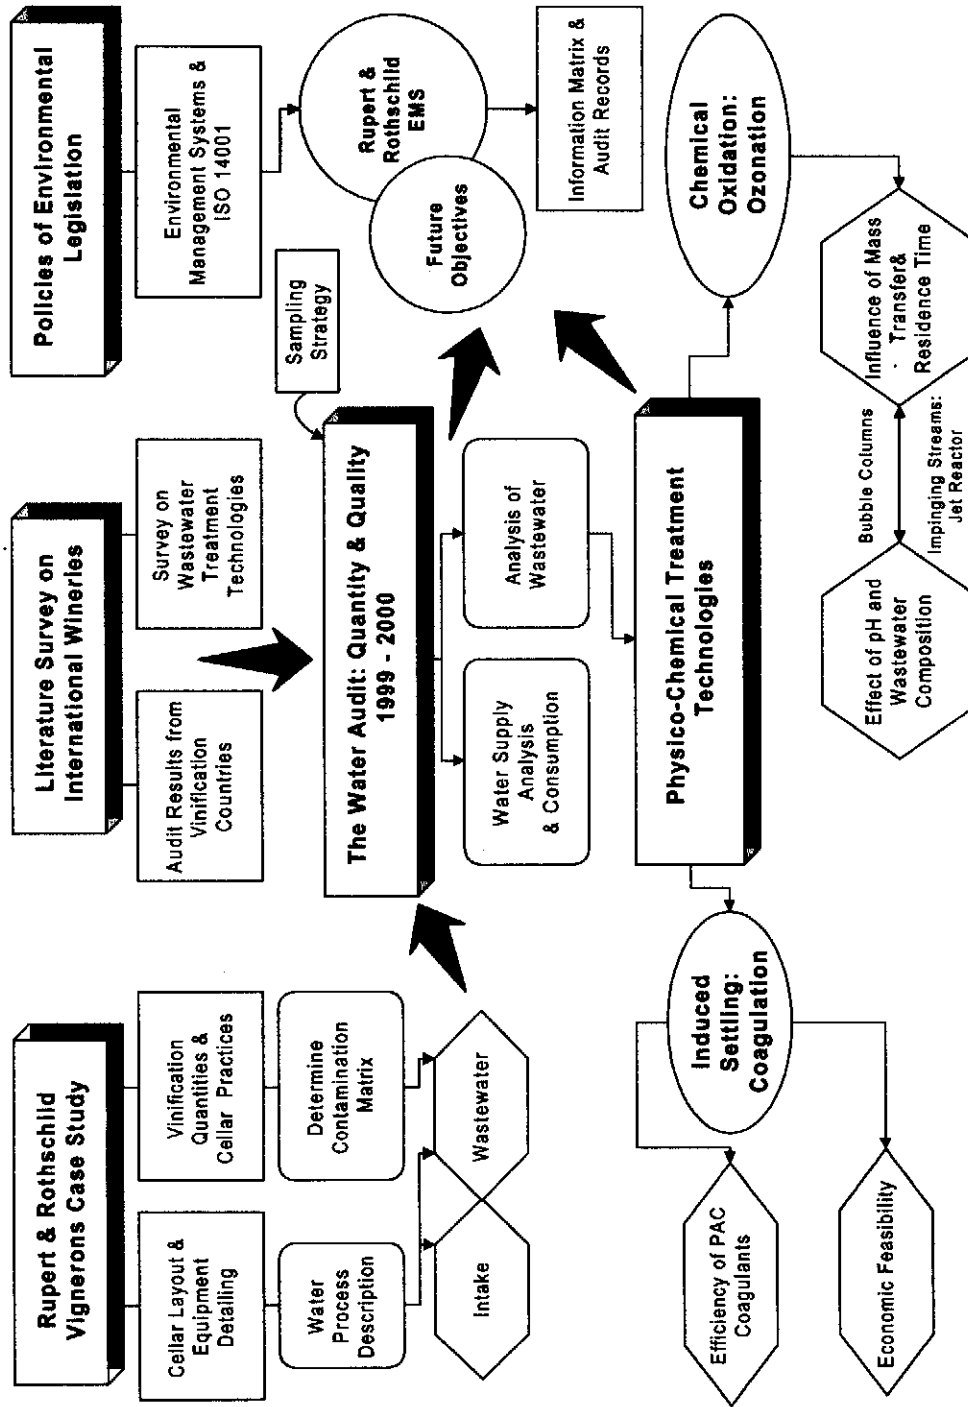 Rupert & Rothschild
Vignerons Case Study
Cellar Layout &
Equipment
Detailing
Vinification
Quantities &
Cellar Practices
Water
Process
Description
Determine
Contamination
Matrix
Intake
Wastewater
Literature Survey on
International Wineries
Audit Results from
Vinification
Countries
Survey on
Wastewater
Treatment
Technologies
Policies of Environmental
Legislation
Environmental
Management Systems &
ISO 14001
Sampling
Strategy
Rupert &
Rothschild
EMS
Future
Objectives
Information Matrix &
Audit Records
The Water Audit: Quantity & Quality
1999 - 2000
Water Supply
Analysis
& Consumption
Analysis of
Wastewater
Physico-Chemical Treatment
Technologies
Induced
Settling:
Coagulation
Efficiency of PAC
Coagulants
Economic Feasibility
Chemical
Oxidation:
Ozonation
Effect of pH and
Wastewater
Composition
Bubble Columns
Impinging Streams:
Jet Reactor
Influence of Mass
Transfer&
Residence Time